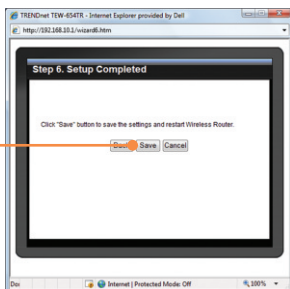 TRENDnet TEW-654TR - Internet Explorer provided by Dell
http://192.168.10.1/wizard6.htm
Step 6. Setup Completed
Click "Save" button to save the settings and restart Wireless Router.
Save Cancel
Internet | Protected Mode: Off
100%